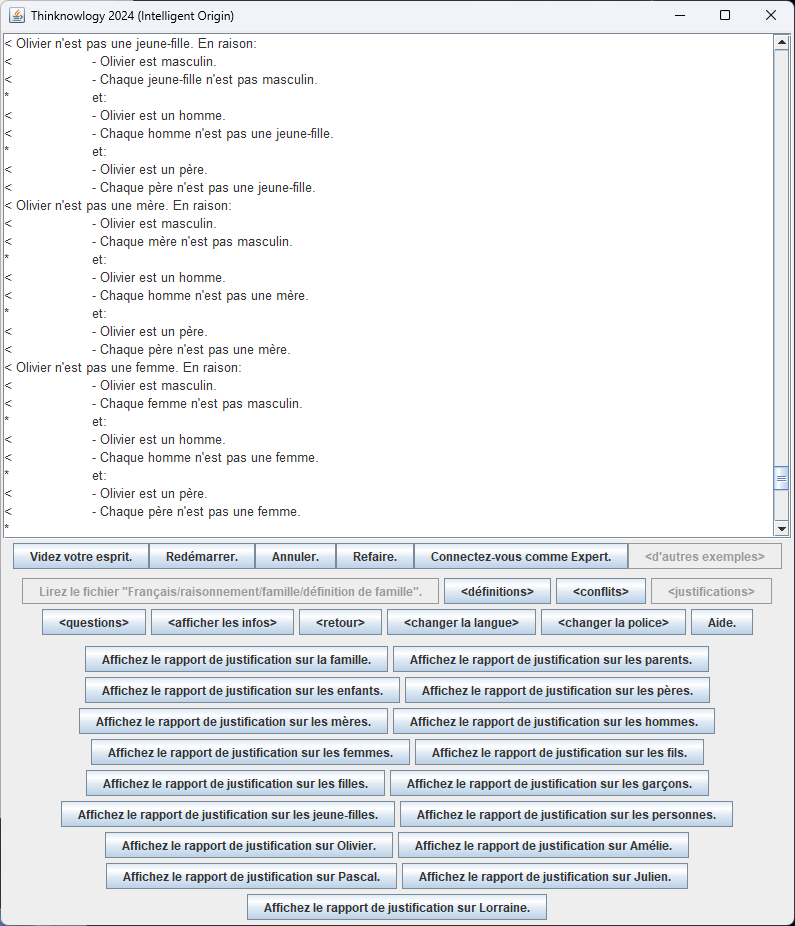 Thinknowlogy 2024 (Intelligent Origin)
< Olivier n'est pas une jeune-fille. En raison:
< - Olivier est masculin.
< - Chaque jeune-fille n'est pas masculin.
* et:
< - Olivier est un homme.
< - Chaque homme n'est pas une jeune-fille.
* et:
< - Olivier est un père.
< - Chaque père n'est pas une jeune-fille.
< Olivier n'est pas une mère. En raison:
< - Olivier est masculin.
< - Chaque mère n'est pas masculin.
* et:
< - Olivier est un homme.
< - Chaque homme n'est pas une mère.
* et:
< - Olivier est un père.
< - Chaque père n'est pas une mère.
< Olivier n'est pas une femme. En raison:
< - Olivier est masculin.
< - Chaque femme n'est pas masculin.
* et:
< - Olivier est un homme.
< - Chaque homme n'est pas une femme.
* et:
< - Olivier est un père.
< - Chaque père n'est pas une femme.
*
Videz votre esprit. Redémarrer. Annuler. Refaire. Connectez-vous comme Expert. <d'autres exemples>
Lirez le fichier "Français/raisonnement/famille/définition de famille". <définitions> <conflits> <justifications>
<questions> <afficher les infos> <retour> <changer la langue> <changer la police> Aide.
Affichez le rapport de justification sur la famille. Affichez le rapport de justification sur les parents.
Affichez le rapport de justification sur les enfants. Affichez le rapport de justification sur les pères.
Affichez le rapport de justification sur les mères. Affichez le rapport de justification sur les hommes.
Affichez le rapport de justification sur les femmes. Affichez le rapport de justification sur les fils.
Affichez le rapport de justification sur les filles. Affichez le rapport de justification sur les garçons.
Affichez le rapport de justification sur les jeune-filles. Affichez le rapport de justification sur les personnes.
Affichez le rapport de justification sur Olivier. Affichez le rapport de justification sur Amélie.
Affichez le rapport de justification sur Pascal. Affichez le rapport de justification sur Julien.
Affichez le rapport de justification sur Lorraine.